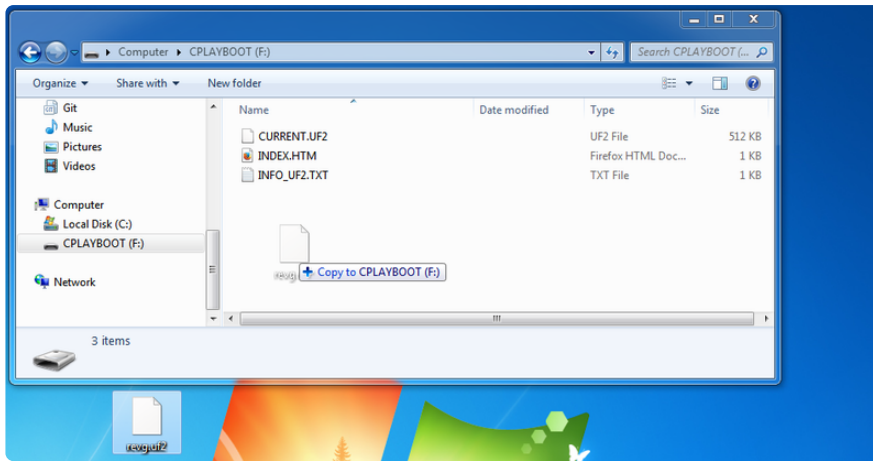 Computer ▸ CPLAYBOOT (F:)
Search CPLAYBOOT (...
Organize Share with New folder
Name Date modified Type Size
Git
Music
Pictures
Videos
Computer
Local Disk (C:)
CPLAYBOOT (F:)
Network
CURRENT.UF2 UF2 File 512 KB
INDEX.HTM Firefox HTML Doc... 1 KB
INFO_UF2.TXT TXT File 1 KB
Copy to CPLAYBOOT (F:)
3 items
revg.uf2